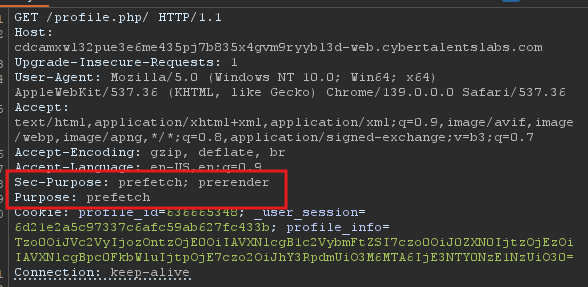 GET /profile.php/ HTTP/1.1
Host:
cdcamxwl32pue3e6me435pj7b835x4gvm9ryybl3d-web.cybertalentslabs.com
Upgrade-Insecure-Requests: 1
User-Agent: Mozilla/5.0 (Windows NT 10.0; Win64; x64)
AppleWebKit/537.36 (KHTML, like Gecko) Chrome/139.0.0.0 Safari/537.36
Accept:
text/html,application/xhtml+xml,application/xml;q=0.9,image/avif,image
/webp,image/apng,*/*;q=0.8,application/signed-exchange;v=b3;q=0.7
Accept-Encoding: gzip, deflate, br
Accept-Language: en-US,en;q=0.9
Sec-Purpose: prefetch; prerender
Purpose: prefetch
Cookie: profile_id=636665348; _user_session=
6d21e2a5c97337c6afc59ab627fc433b; profile_info=
Tzo0OiJVc2VyIjozOntzOjE0OiIAVXNlcgB1c2VybmFtZSI7czo0OiJ0ZXN0IjtzOjEzOi
IAVXNlcgBpc0FkbWluIjtpOjE7czo2OiJhY3RpdmUiO3M6MTA6IjE3NTY0NzE1NzUiO30=
Connection: keep-alive